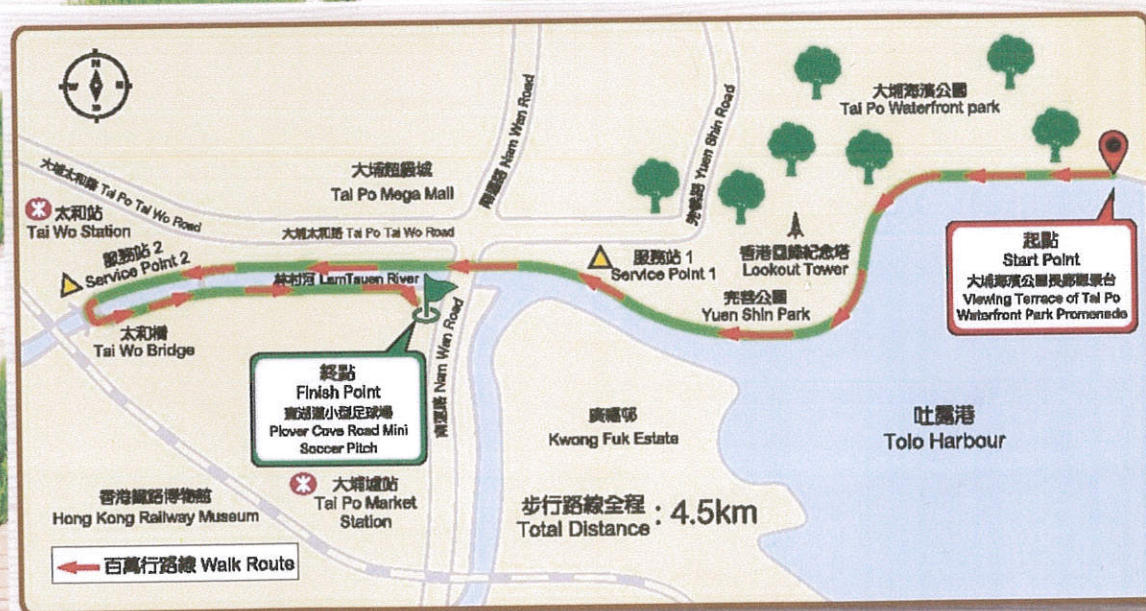 N
大埔海濱公園
Tai Po Waterfront park
大埔太和路 Tai Po Tai Wo Road
太和站
Tai Wo Station
大埔超級城
Tai Po Mega Mall
南運路 Nam Wan Road
完善路 Yuen Shin Road
大埔太和路 Tai Po Tai Wo Road
服務站 2
Service Point 2
林村河 LamTsuen River
服務站 1
Service Point 1
香港回歸紀念塔
Lookout Tower
完善公園
Yuen Shin Park
起點
Start Point
大埔海濱公園長廊觀景台
Viewing Terrace of Tai Po
Waterfront Park Promenade
太和橋
Tai Wo Bridge
終點
Finish Point
寶湖道小型足球場
Plover Cove Road Mini
Soccer Pitch
南運路 Nam Wan Road
廣福邨
Kwong Fuk Estate
吐露港
Tolo Harbour
香港鐵路博物館
Hong Kong Railway Museum
大埔墟站
Tai Po Market
Station
步行路線全程
Total Distance : 4.5km
百萬行路線 Walk Route